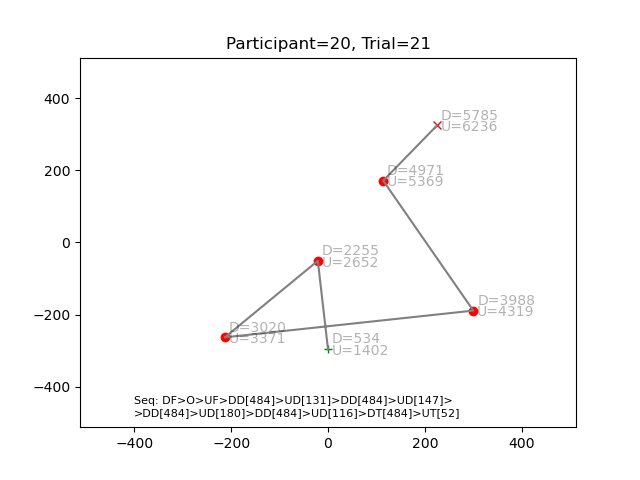 Participant=20, Trial=21
400
200
0
−200
−400
D=5785
U=6236
D=4971
U=5369
D=2255
U=2652
D=3988
U=4319
D=3020
U=3371
D=534
U=1402
Seq: DF>O>UF>DD[484]>UD[131]>DD[484]>UD[147]>
>DD[484]>UD[180]>DD[484]>UD[116]>DT[484]>UT[52]
−400
−200
0
200
400